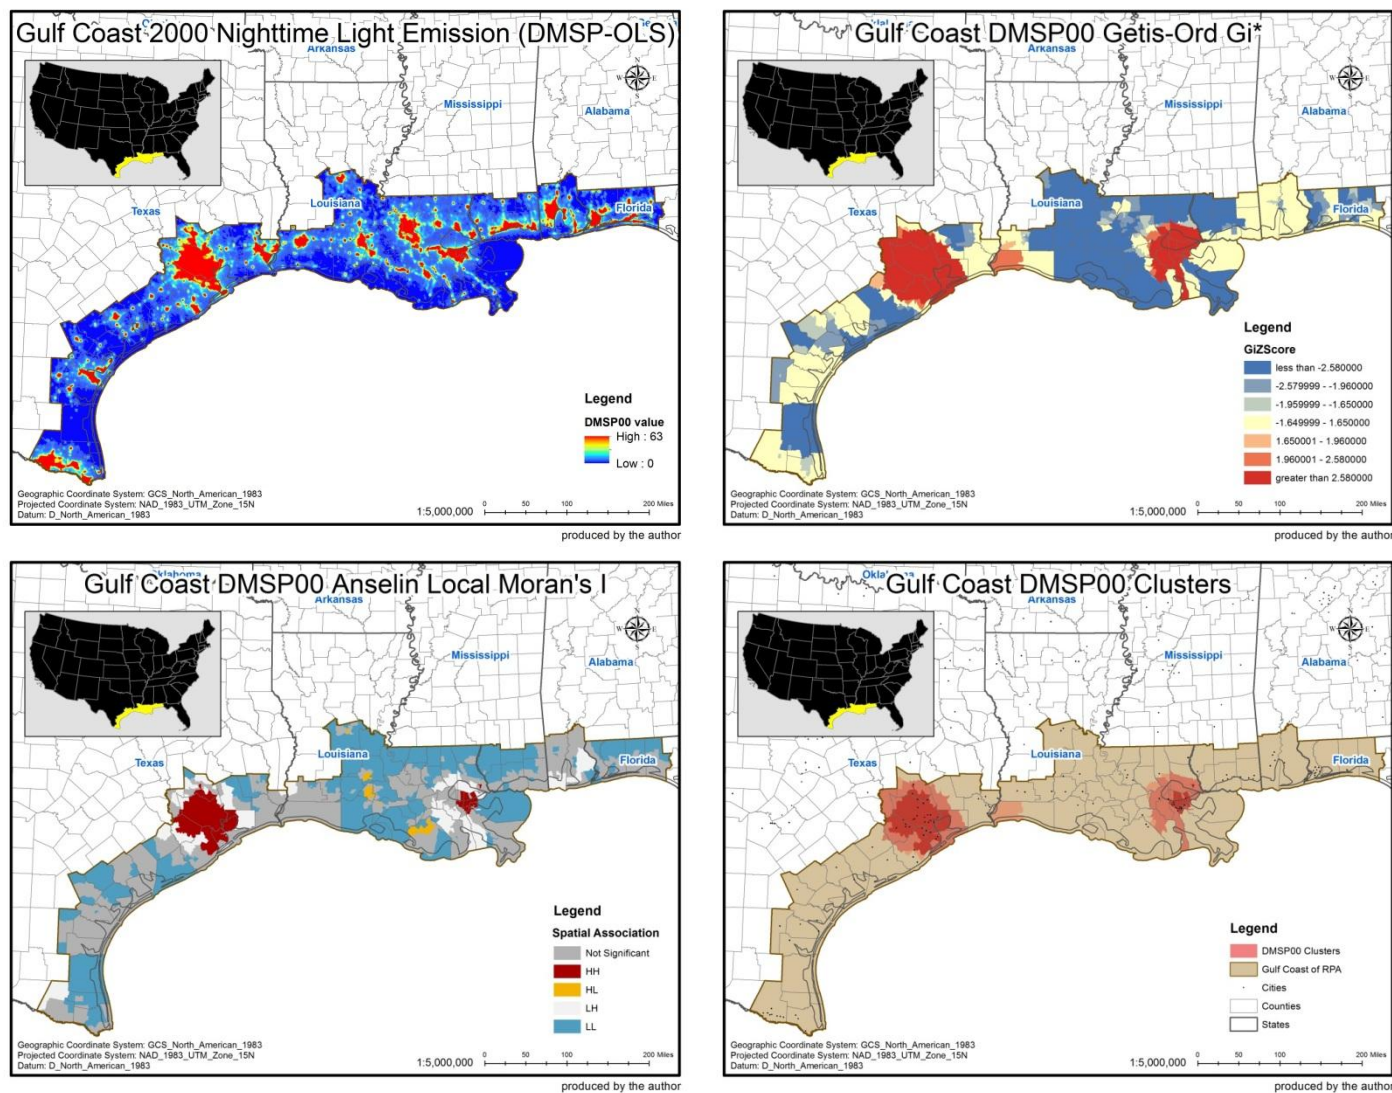 Gulf Coast 2000 Nighttime Light Emission (DMSP-OLS)
Arkansas
Mississippi
Alabama
Texas
Louisiana
Florida
N
W
E
S
Legend
DMSP00 value
High : 63
Low : 0
Geographic Coordinate System: GCS_North_American_1983
Projected Coordinate System: NAD_1983_UTM_Zone_15N
Datum: D_North_American_1983
1:5,000,000
0 50 100 200 Miles
produced by the author
Gulf Coast DMSP00 Getis-Ord Gi*
Arkansas
Mississippi
Alabama
Texas
Louisiana
Florida
N
W
E
S
Legend
GiZScore
less than -2.580000
-2.579999 - -1.960000
-1.959999 - -1.650000
-1.649999 - 1.650000
1.650001 - 1.960000
1.960001 - 2.580000
greater than 2.580000
Geographic Coordinate System: GCS_North_American_1983
Projected Coordinate System: NAD_1983_UTM_Zone_15N
Datum: D_North_American_1983
1:5,000,000
0 50 100 200 Miles
produced by the author
Gulf Coast DMSP00 Anselin Local Moran's I
Oklahoma
Arkansas
Mississippi
Alabama
Texas
Louisiana
Florida
N
W
E
S
Legend
Spatial Association
Not Significant
HH
HL
LH
LL
Geographic Coordinate System: GCS_North_American_1983
Projected Coordinate System: NAD_1983_UTM_Zone_15N
Datum: D_North_American_1983
1:5,000,000
0 50 100 200 Miles
produced by the author
Gulf Coast DMSP00 Clusters
Oklahoma
Arkansas
Mississippi
Alabama
Texas
Louisiana
Florida
N
W
E
S
Legend
DMSP00 Clusters
Gulf Coast of RPA
Cities
Counties
States
Geographic Coordinate System: GCS_North_American_1983
Projected Coordinate System: NAD_1983_UTM_Zone_15N
Datum: D_North_American_1983
1:5,000,000
0 50 100 200 Miles
produced by the author